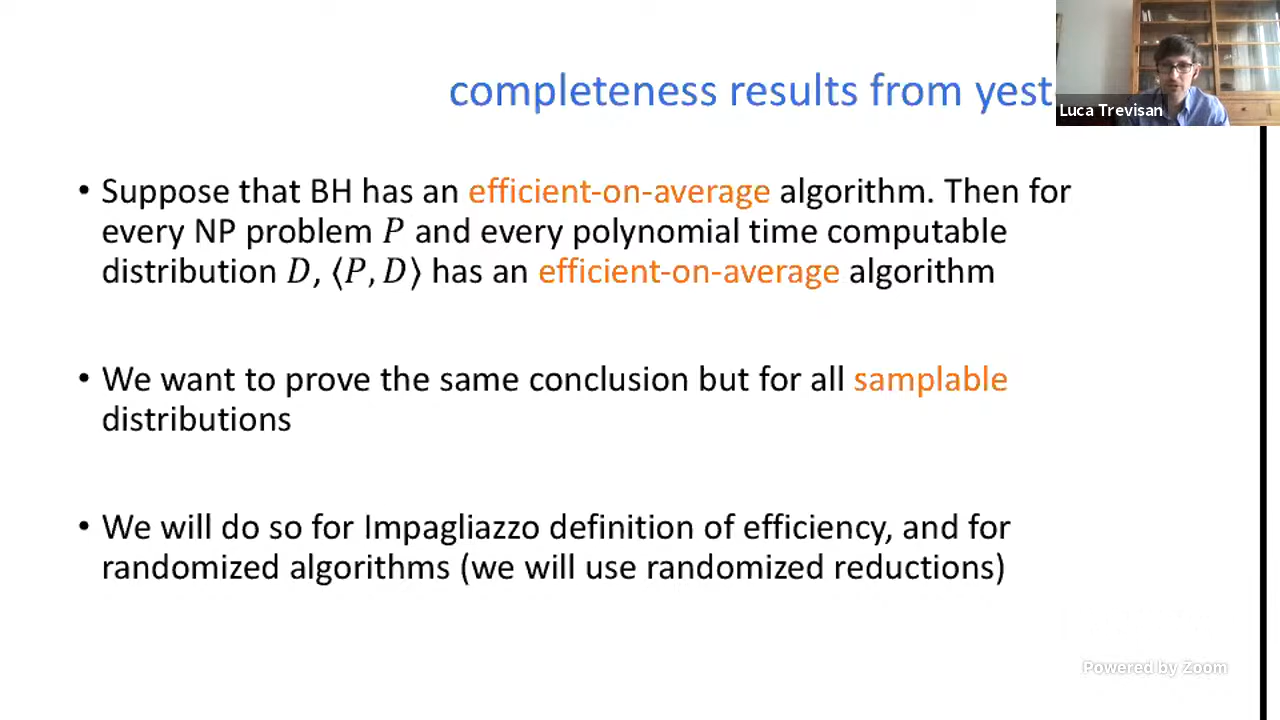 completeness results from yest
Luca Trevisan
• Suppose that BH has an efficient-on-average algorithm. Then for
every NP problem P and every polynomial time computable
distribution D, ⟨P, D⟩ has an efficient-on-average algorithm
• We want to prove the same conclusion but for all samplable
distributions
• We will do so for Impagliazzo definition of efficiency, and for
randomized algorithms (we will use randomized reductions)
Powered by Zoom